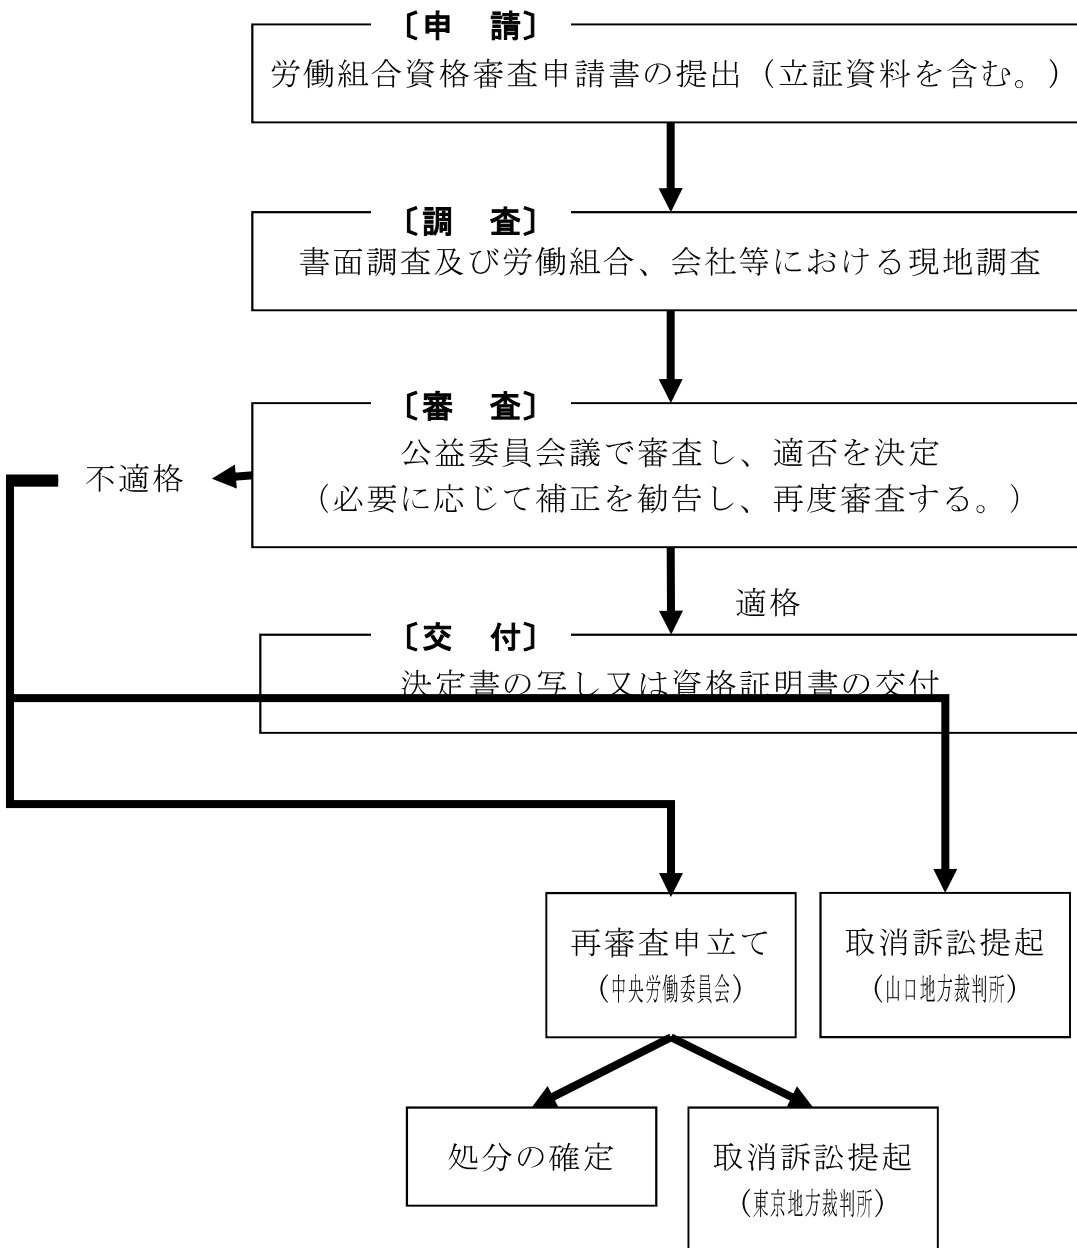 〔申　請〕
労働組合資格審査申請書の提出（立証資料を含む。）
〔調　査〕
書面調査及び労働組合、会社等における現地調査
〔審　査〕
公益委員会議で審査し、適否を決定
（必要に応じて補正を勧告し、再度審査する。）
不適格
適格
〔交　付〕
決定書の写し又は資格証明書の交付
再審査申立て
（中央労働委員会）
取消訴訟提起
（山口地方裁判所）
処分の確定
取消訴訟提起
（東京地方裁判所）